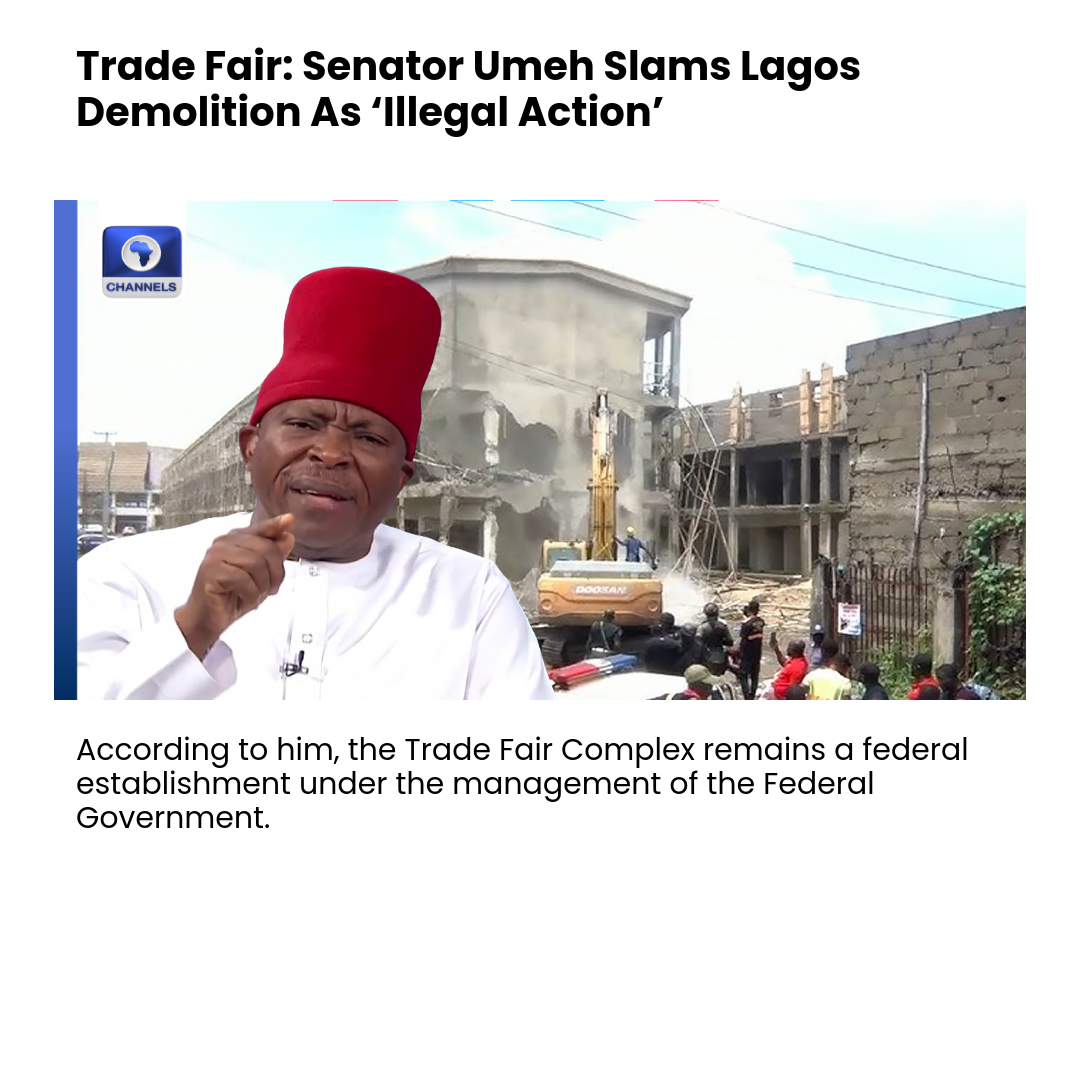 Trade Fair: Senator Umeh Slams Lagos
Demolition As ‘Illegal Action’
CHANNELS
DOOSAN
According to him, the Trade Fair Complex remains a federal
establishment under the management of the Federal
Government.